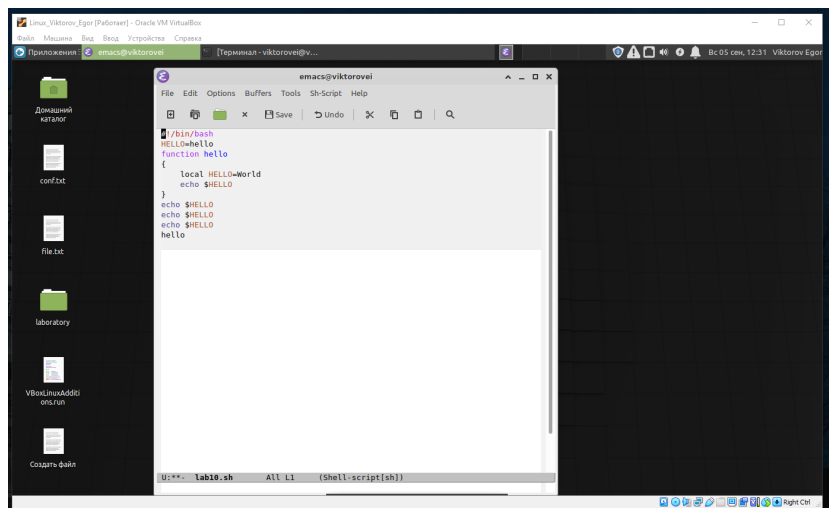 Linux_Viktorov_Egor [Работает] - Oracle VM VirtualBox
Файл Машина Вид Ввод Устройства Справка
Приложения emacs@viktorovei [Терминал - viktorovei@v... Вс 05 сен, 12:31 Viktorov Egor
emacs@viktorovei
File Edit Options Buffers Tools Sh-Script Help
Save Undo
#!/bin/bash
HELLO=hello
function hello
{
    local HELLO=World
    echo $HELLO
}
echo $HELLO
echo $HELLO
echo $HELLO
hello
U:**- lab10.sh All L1 (Shell-script[sh])
Домашний
каталог
conf.txt
file.txt
laboratory
VBoxLinuxAdditi
ons.run
Создать файл
Right Ctrl